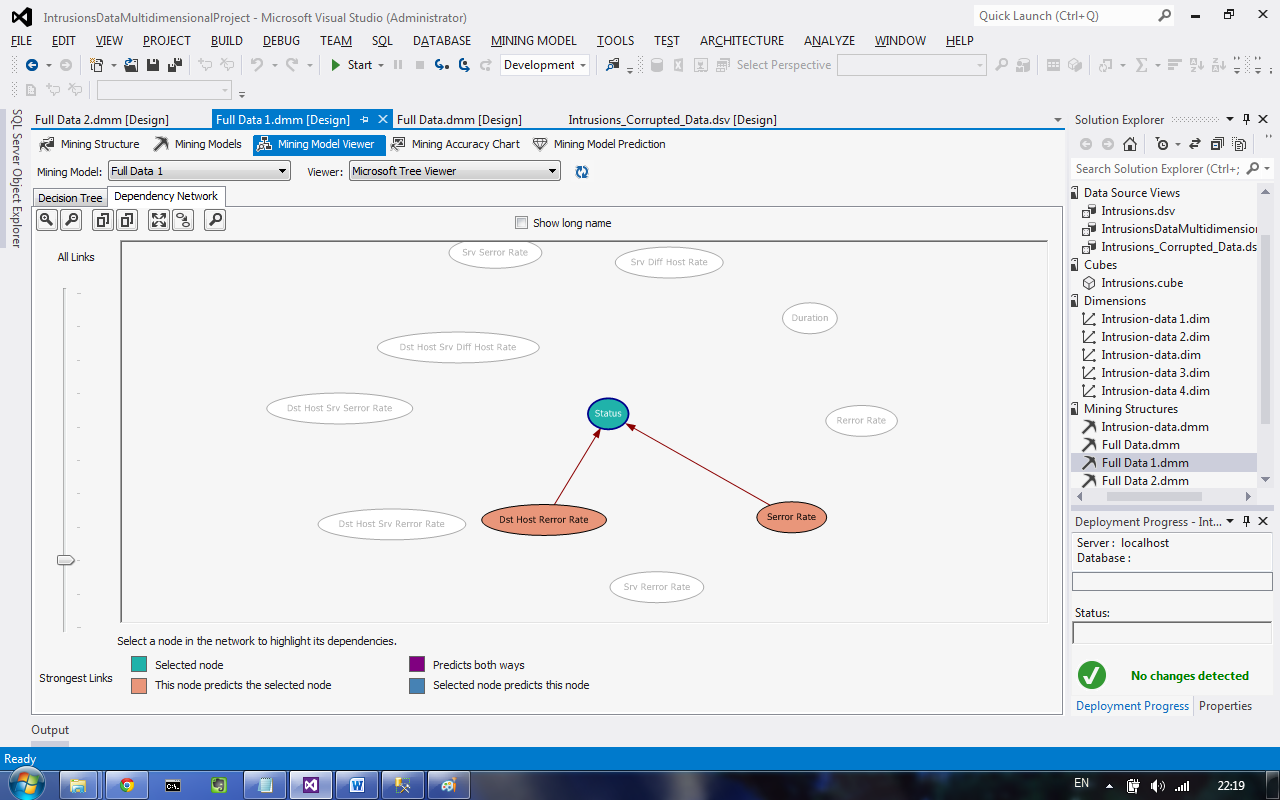 IntrusionsDataMultidimensionalProject - Microsoft Visual Studio (Administrator)
Quick Launch (Ctrl+Q)
FILE EDIT VIEW PROJECT BUILD DEBUG TEAM SQL DATABASE MINING MODEL TOOLS TEST ARCHITECTURE ANALYZE WINDOW HELP
Start Development Select Perspective
SQL Server Object Explorer
Full Data 2.dmm [Design] Full Data 1.dmm [Design] Full Data.dmm [Design] Intrusions_Corrupted_Data.dsv [Design]
Mining Structure Mining Models Mining Model Viewer Mining Accuracy Chart Mining Model Prediction
Mining Model: Full Data 1 Viewer: Microsoft Tree Viewer
Decision Tree Dependency Network
Show long name
All Links
Srv Serror Rate
Srv Diff Host Rate
Duration
Dst Host Srv Diff Host Rate
Dst Host Srv Serror Rate
Status
Rerror Rate
Dst Host Srv Rerror Rate
Dst Host Rerror Rate
Serror Rate
Srv Rerror Rate
Strongest Links
Select a node in the network to highlight its dependencies.
Selected node
Predicts both ways
This node predicts the selected node
Selected node predicts this node
Solution Explorer
Search Solution Explorer (Ctrl+;
Data Source Views
Intrusions.dsv
IntrusionsDataMultidimensio
Intrusions_Corrupted_Data.ds
Cubes
Intrusions.cube
Dimensions
Intrusion-data 1.dim
Intrusion-data 2.dim
Intrusion-data.dim
Intrusion-data 3.dim
Intrusion-data 4.dim
Mining Structures
Intrusion-data.dmm
Full Data.dmm
Full Data 1.dmm
Full Data 2.dmm
Deployment Progress - Int...
Server : localhost
Database :
Status:
No changes detected
Deployment Progress Properties
Output
Ready
EN 22:19